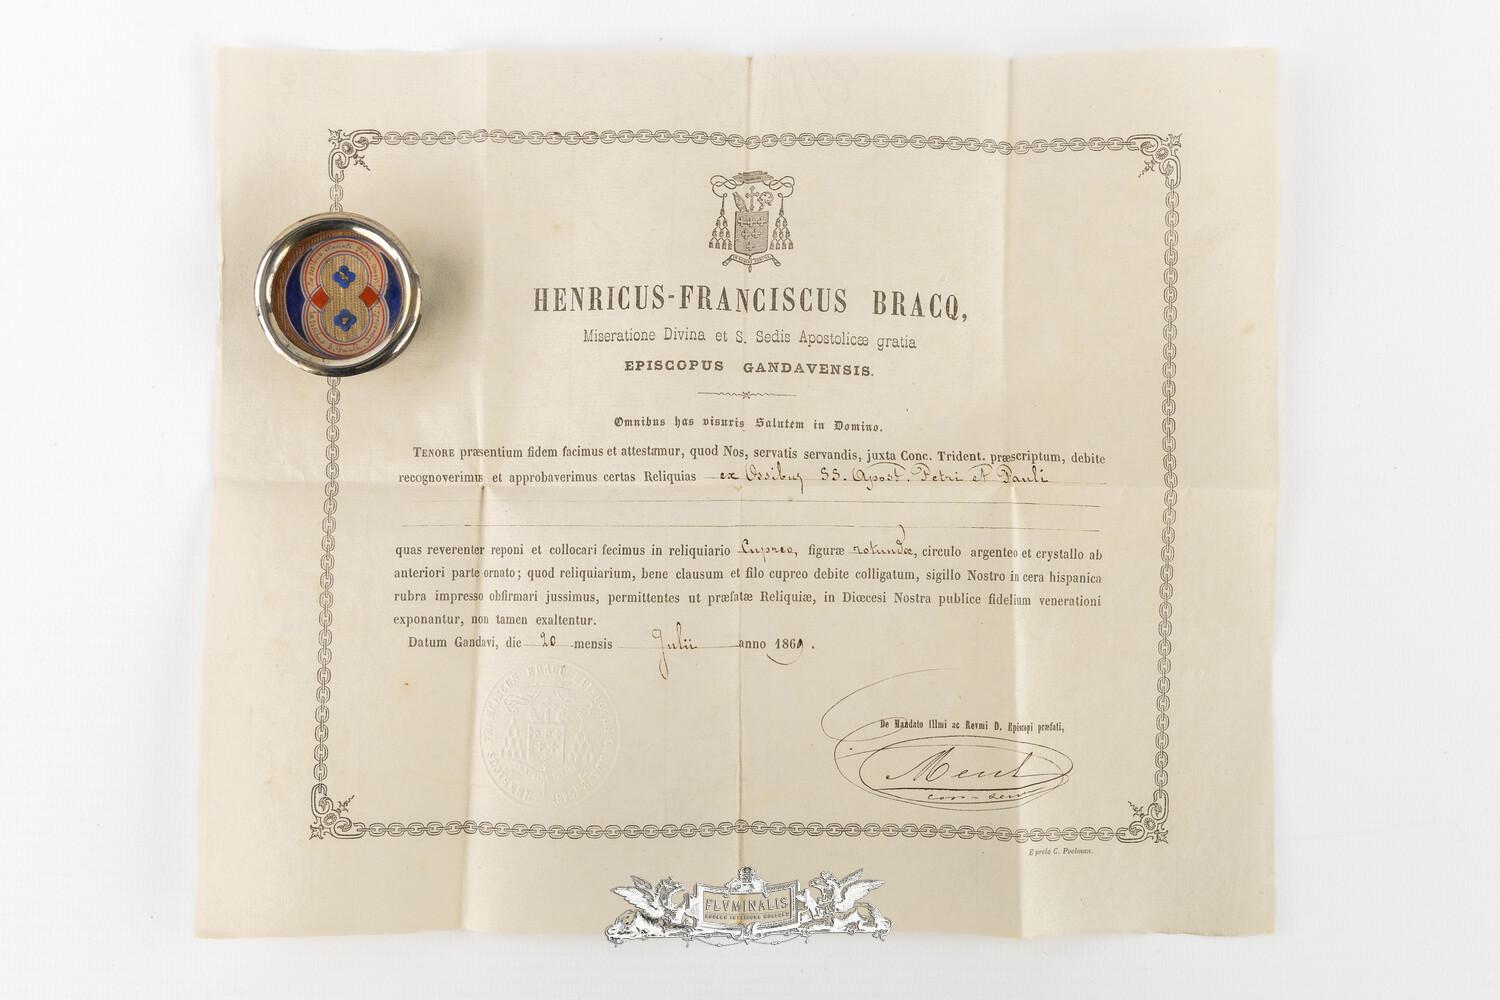 HENRICUS-FRANCISCUS BRACQ,
Miseratione Divina et S. Sedis Apostolicæ gratia
EPISCOPUS GANDAVENSIS.
Omnibus has visuris Salutem in Domino.
TENORE præsentium fidem facimus et attestamur, quod Nos, servatis servandis, juxta Conc. Trident. præscriptum, debite
recognoverimus et approbaverimus certas Reliquias ex Ossibus SS. Apost. Petri et Pauli
quas reverenter reponi et collocari fecimus in reliquiario Cupreo, figuræ rotundæ, circulo argenteo et crystallo ab
anteriori parte ornato; quod reliquiarium, bene clausum et filo cupreo debite colligatum, sigillo Nostro in cera hispanica
rubra impresso obfirmari jussimus, permittentes ut præfatæ Reliquiæ, in Diœcesi Nostra publice fidelium venerationi
exponantur, non tamen exaltentur.
Datum Gandavi, die 20 mensis Julii anno 1869.
De Mandato Illmi ac Revmi D. Episcopi præfati,
E prelo C. Poelman.
FLVMINALIS